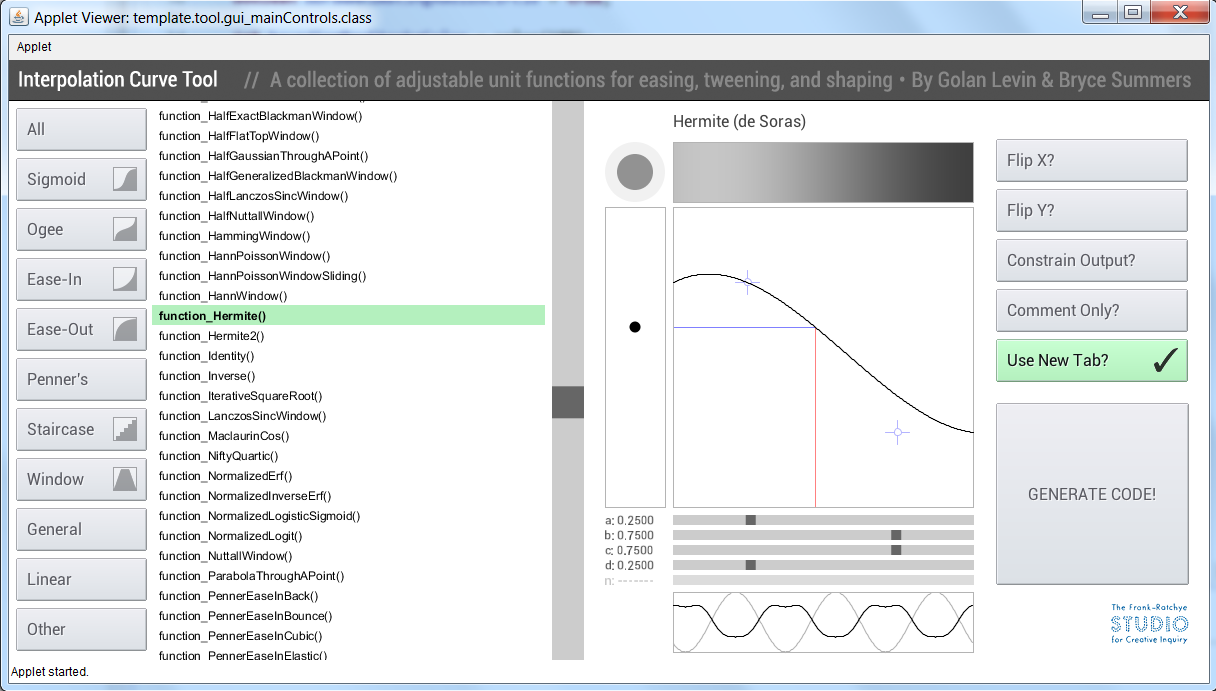 Applet Viewer: template.tool.gui_mainControls.class
Applet
Interpolation Curve Tool // A collection of adjustable unit functions for easing, tweening, and shaping • By Golan Levin & Bryce Summers
All
Sigmoid
Ogee
Ease-In
Ease-Out
Penner's
Staircase
Window
General
Linear
Other
function_HalfExactBlackmanWindow()
function_HalfFlatTopWindow()
function_HalfGaussianThroughAPoint()
function_HalfGeneralizedBlackmanWindow()
function_HalfLanczosSincWindow()
function_HalfNuttallWindow()
function_HammingWindow()
function_HannPoissonWindow()
function_HannPoissonWindowSliding()
function_HannWindow()
function_Hermite()
function_Hermite2()
function_Identity()
function_Inverse()
function_IterativeSquareRoot()
function_LanczosSincWindow()
function_MaclaurinCos()
function_NiftyQuartic()
function_NormalizedErf()
function_NormalizedInverseErf()
function_NormalizedLogisticSigmoid()
function_NormalizedLogit()
function_NuttallWindow()
function_ParabolaThroughAPoint()
function_PennerEaseInBack()
function_PennerEaseInBounce()
function_PennerEaseInCubic()
function_PennerEaseInElastic()
Hermite (de Soras)
a: 0.2500
b: 0.7500
c: 0.7500
d: 0.2500
n: -------
Flip X?
Flip Y?
Constrain Output?
Comment Only?
Use New Tab?
GENERATE CODE!
The Frank-Ratchye
STUDIO
for Creative Inquiry
Applet started.